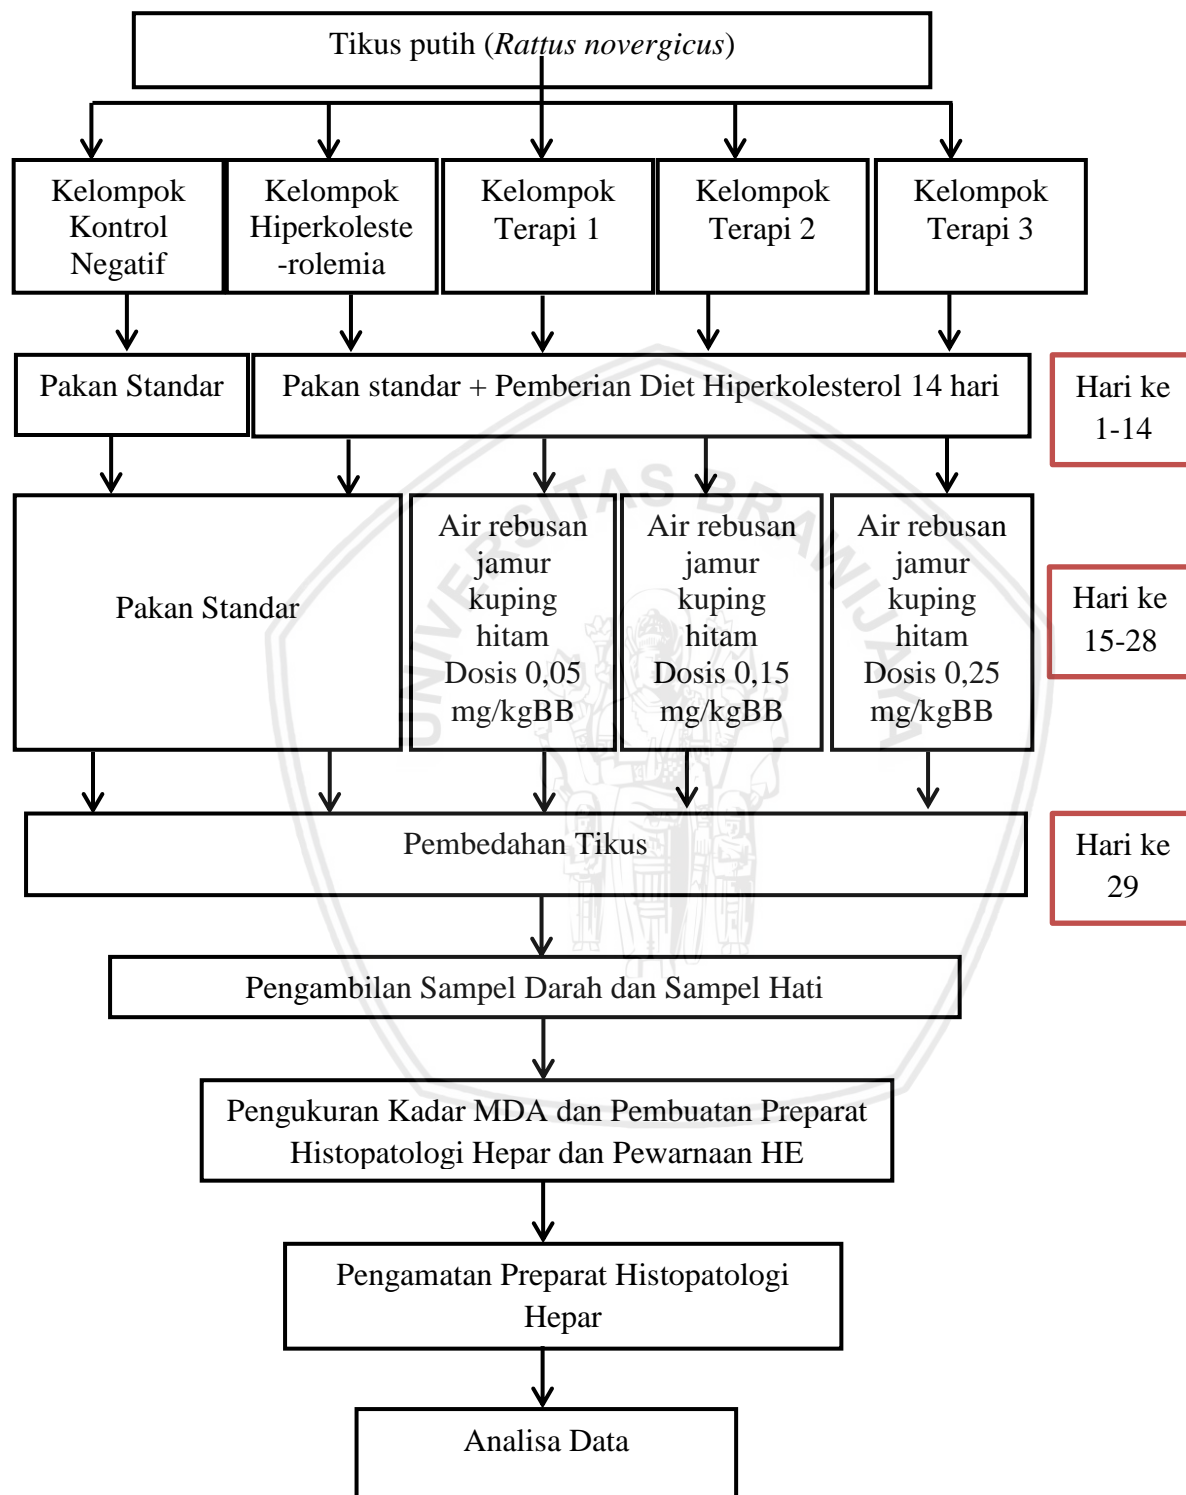 Tikus putih (Rattus novergicus)
Kelompok
Kontrol
Negatif
Kelompok
Hiperkoleste
-rolemia
Kelompok
Terapi 1
Kelompok
Terapi 2
Kelompok
Terapi 3
Pakan Standar
Pakan standar + Pemberian Diet Hiperkolesterol 14 hari
Hari ke
1-14
Pakan Standar
Air rebusan
jamur
kuping
hitam
Dosis 0,05
mg/kgBB
Air rebusan
jamur
kuping
hitam
Dosis 0,15
mg/kgBB
Air rebusan
jamur
kuping
hitam
Dosis 0,25
mg/kgBB
Hari ke
15-28
UNIVERSITAS BRAWIJAYA
Pembedahan Tikus
Hari ke
29
Pengambilan Sampel Darah dan Sampel Hati
Pengukuran Kadar MDA dan Pembuatan Preparat
Histopatologi Hepar dan Pewarnaan HE
Pengamatan Preparat Histopatologi
Hepar
Analisa Data